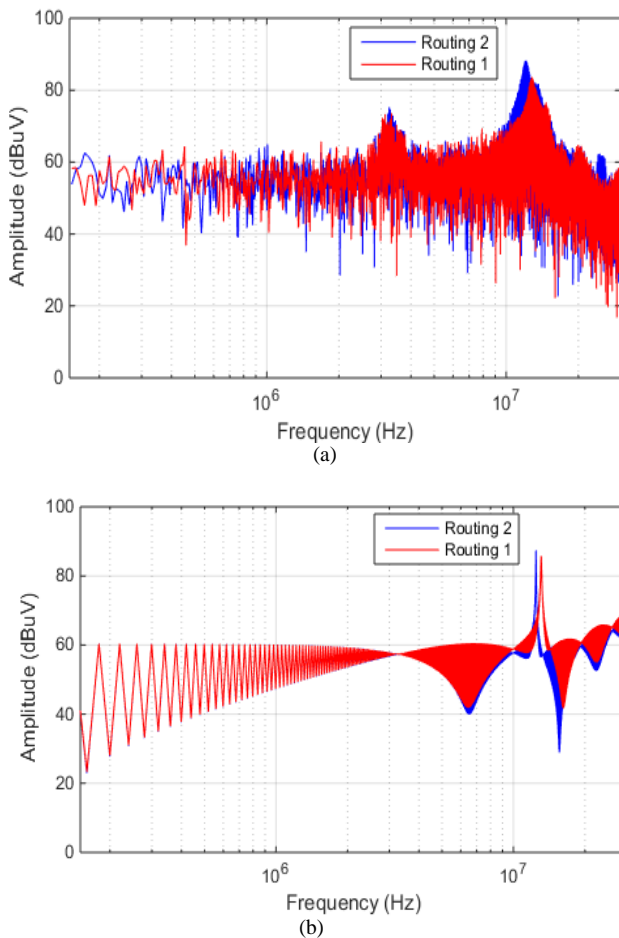 100
80
60
40
20
0
Amplitude (dBuV)
Routing 2
Routing 1
10^6
10^7
Frequency (Hz)
(a)
100
80
60
40
20
0
Amplitude (dBuV)
Routing 2
Routing 1
10^6
10^7
Frequency (Hz)
(b)